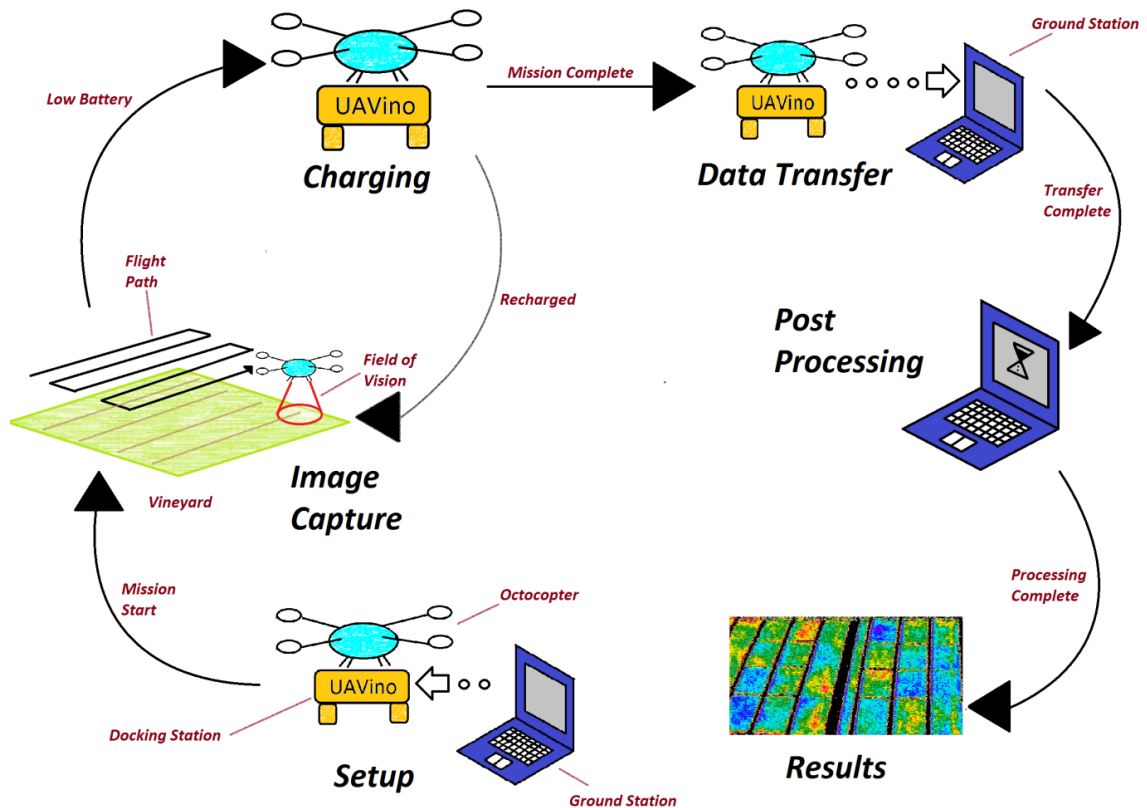 Ground Station
Low Battery
UAVino
Mission Complete
UAVino
Charging
Data Transfer
Transfer
Complete
Flight
Path
Recharged
Post
Processing
Field of
Vision
Image
Capture
Vineyard
Mission
Start
Octocopter
Processing
Complete
UAVino
Docking Station
Setup
Ground Station
Results